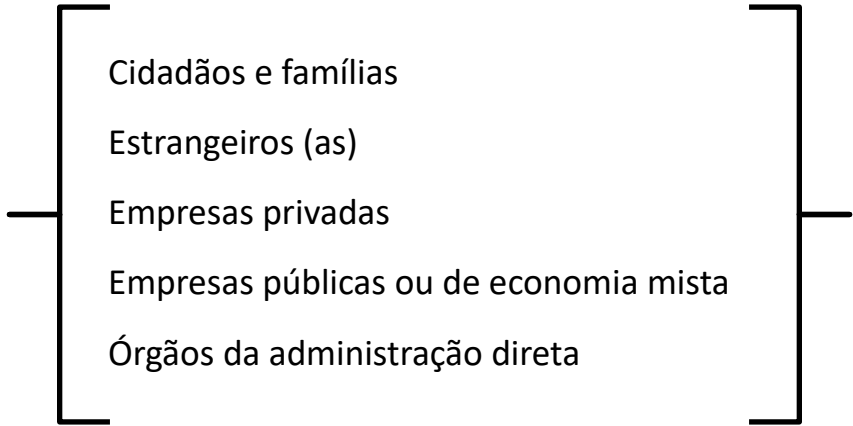 Cidadãos e famílias
Estrangeiros (as)
Empresas privadas
Empresas públicas ou de economia mista
Órgãos da administração direta